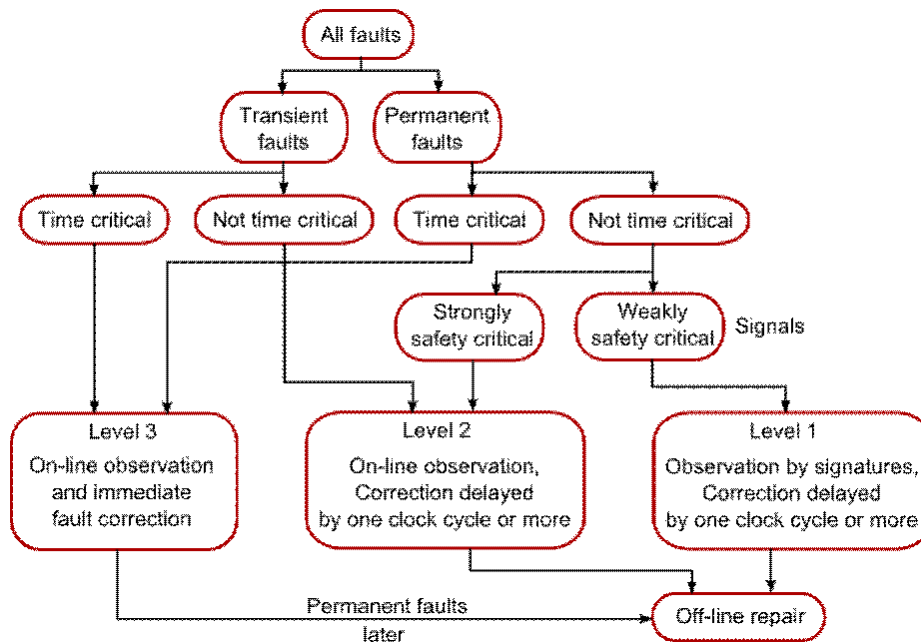 All faults
Transient
faults
Permanent
faults
Time critical
Not time critical
Time critical
Not time critical
Strongly
safety critical
Weakly
safety critical
Signals
Level 3
On-line observation
and immediate
fault correction
Level 2
On-line observation,
Correction delayed
by one clock cycle or more
Level 1
Observation by signatures,
Correction delayed
by one clock cycle or more
Permanent faults
later
Off-line repair